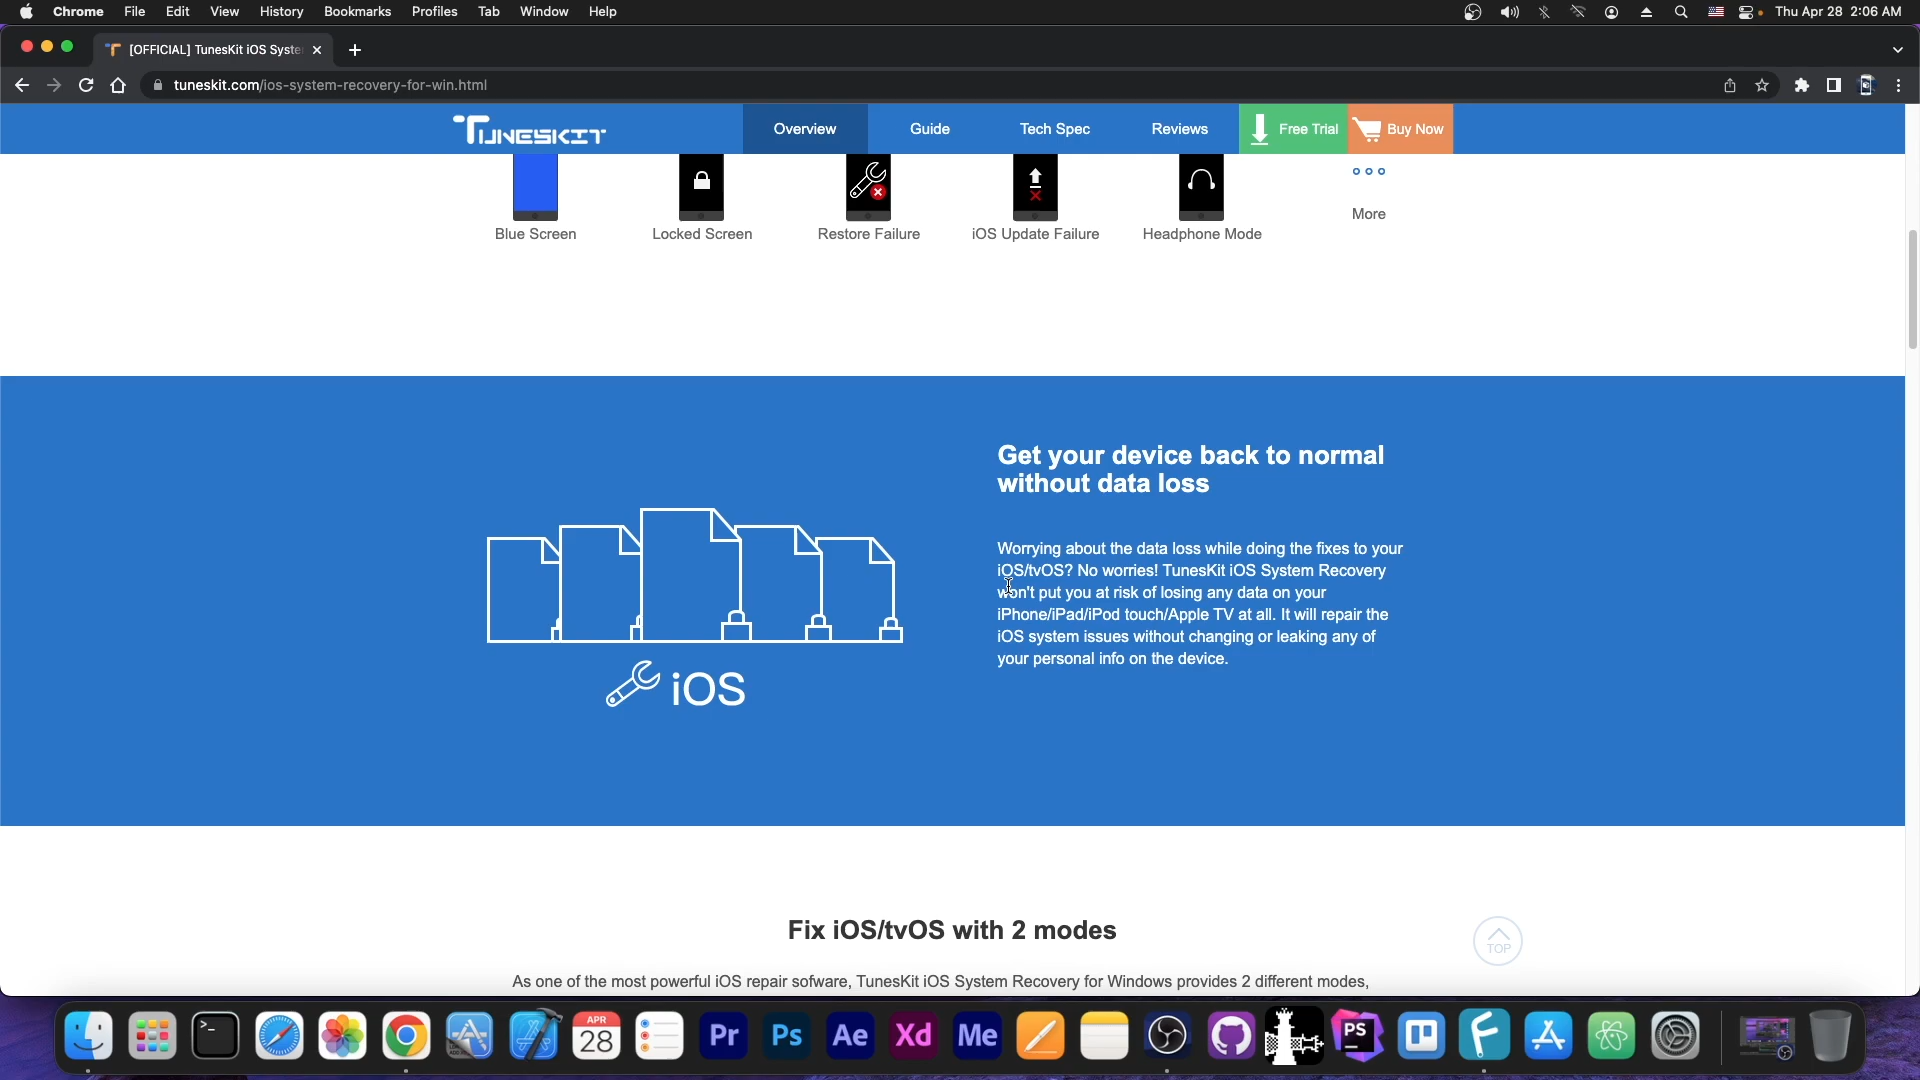 Chrome File Edit View History Bookmarks Profiles Tab Window Help Thu Apr 28 2:06 AM
[OFFICIAL] TunesKit iOS Syste
tuneskit.com/ios-system-recovery-for-win.html
TUNESKIT Overview Guide Tech Spec Reviews Free Trial Buy Now
Blue Screen Locked Screen Restore Failure iOS Update Failure Headphone Mode More
Get your device back to normal
without data loss
Worrying about the data loss while doing the fixes to your
iOS/tvOS? No worries! TunesKit iOS System Recovery
won't put you at risk of losing any data on your
iPhone/iPad/iPod touch/Apple TV at all. It will repair the
iOS system issues without changing or leaking any of
your personal info on the device.
iOS
Fix iOS/tvOS with 2 modes
TOP
As one of the most powerful iOS repair sofware, TunesKit iOS System Recovery for Windows provides 2 different modes,
APR
28
Pr Ps Ae Xd Me PS